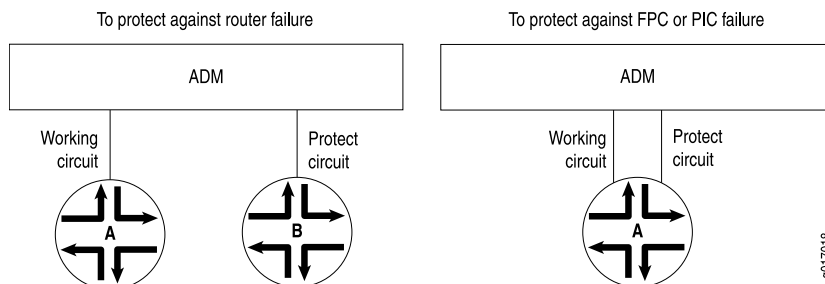 To protect against router failure
ADM
Working
circuit
Protect
circuit
A
B
To protect against FPC or PIC failure
ADM
Working
circuit
Protect
circuit
A
g017018